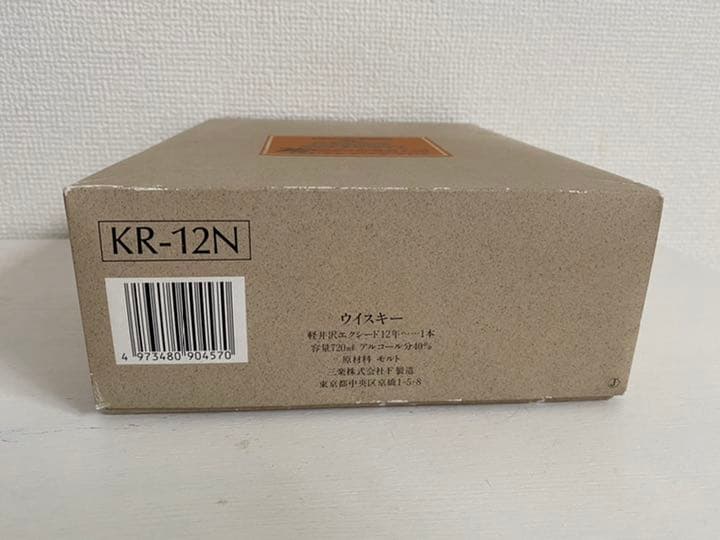 KR-12N
4 973480 904570
ウイスキー
軽井沢エクシード12年……1本
容量720㎖ アルコール分40%
原材料 モルト
三楽株式会社F製造
東京都中央区京橋1-5-8
J